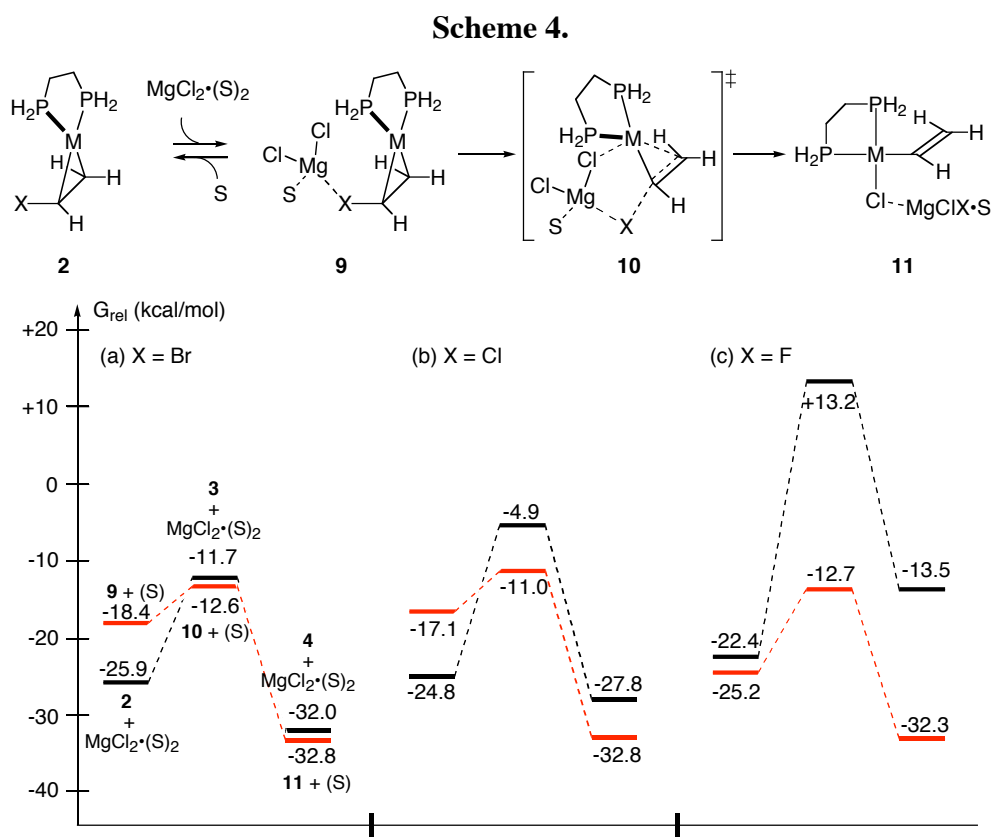 Scheme 4.
H2P PH2 M H H X H
MgCl2•(S)2
S
Cl Cl Mg S X H2P PH2 M H H H
PH2 H2P M H H H Cl Cl Mg S X ‡
PH2 H2P M H H H Cl MgClX•S
2 9 10 11
Grel (kcal/mol)
+20
+10
0
-10
-20
-30
-40
(a) X = Br
3
+
MgCl2•(S)2
-11.7
9 + (S)
-18.4
-12.6
10 + (S)
-25.9
2
+
MgCl2•(S)2
4
+
MgCl2•(S)2
-32.0
-32.8
11 + (S)
(b) X = Cl
-4.9
-11.0
-17.1
-24.8
-27.8
-32.8
(c) X = F
+13.2
-12.7
-13.5
-22.4
-25.2
-32.3